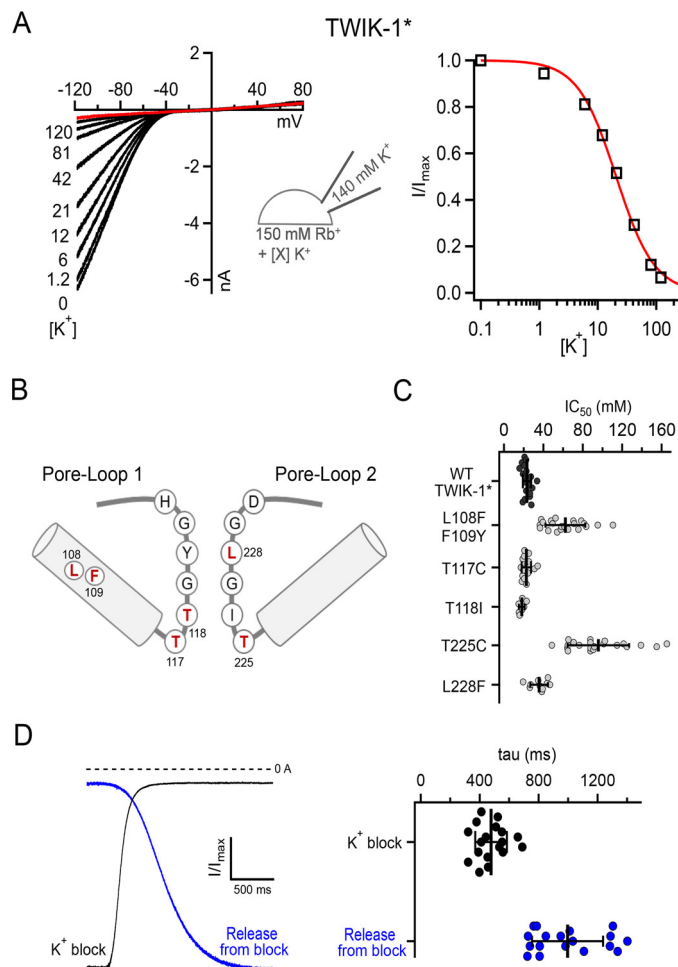 A
TWIK-1*
2
-120
-80
-40
40
80
mV
120
81
42
21
12
6
1.2
0
[K⁺]
-2
-4
-6
nA
140 mM K⁺
150 mM Rb⁺
+ [X] K⁺
1.0
0.8
0.6
0.4
0.2
0.0
I/Imax
0.1
1
10
100
[K⁺]
B
Pore-Loop 1
Pore-Loop 2
H
G
Y
G
T
118
T
117
L
108
F
109
D
G
L
228
G
I
T
225
C
IC₅₀ (mM)
0 40 80 120 160
WT
TWIK-1*
L108F
F109Y
T117C
T118I
T225C
L228F
D
0 A
I/Imax
500 ms
K⁺ block
Release
from block
tau (ms)
0 400 800 1200
K⁺ block
Release
from block